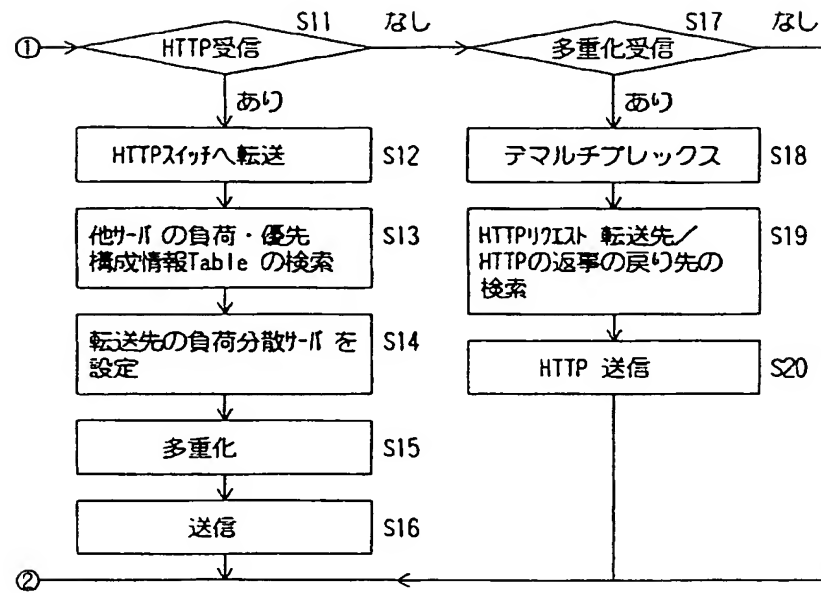 ①
HTTP受信
S11
なし
あり
HTTPスイッチへ転送
S12
他サーバ の負荷・優先
構成情報Table の検索
S13
転送先の負荷分散サーバ を
設定
S14
多重化
S15
送信
S16
②
多重化受信
S17
なし
あり
デマルチプレックス
S18
HTTPリクエスト 転送先／
HTTPの返事の戻り先の
検索
S19
HTTP 送信
S20